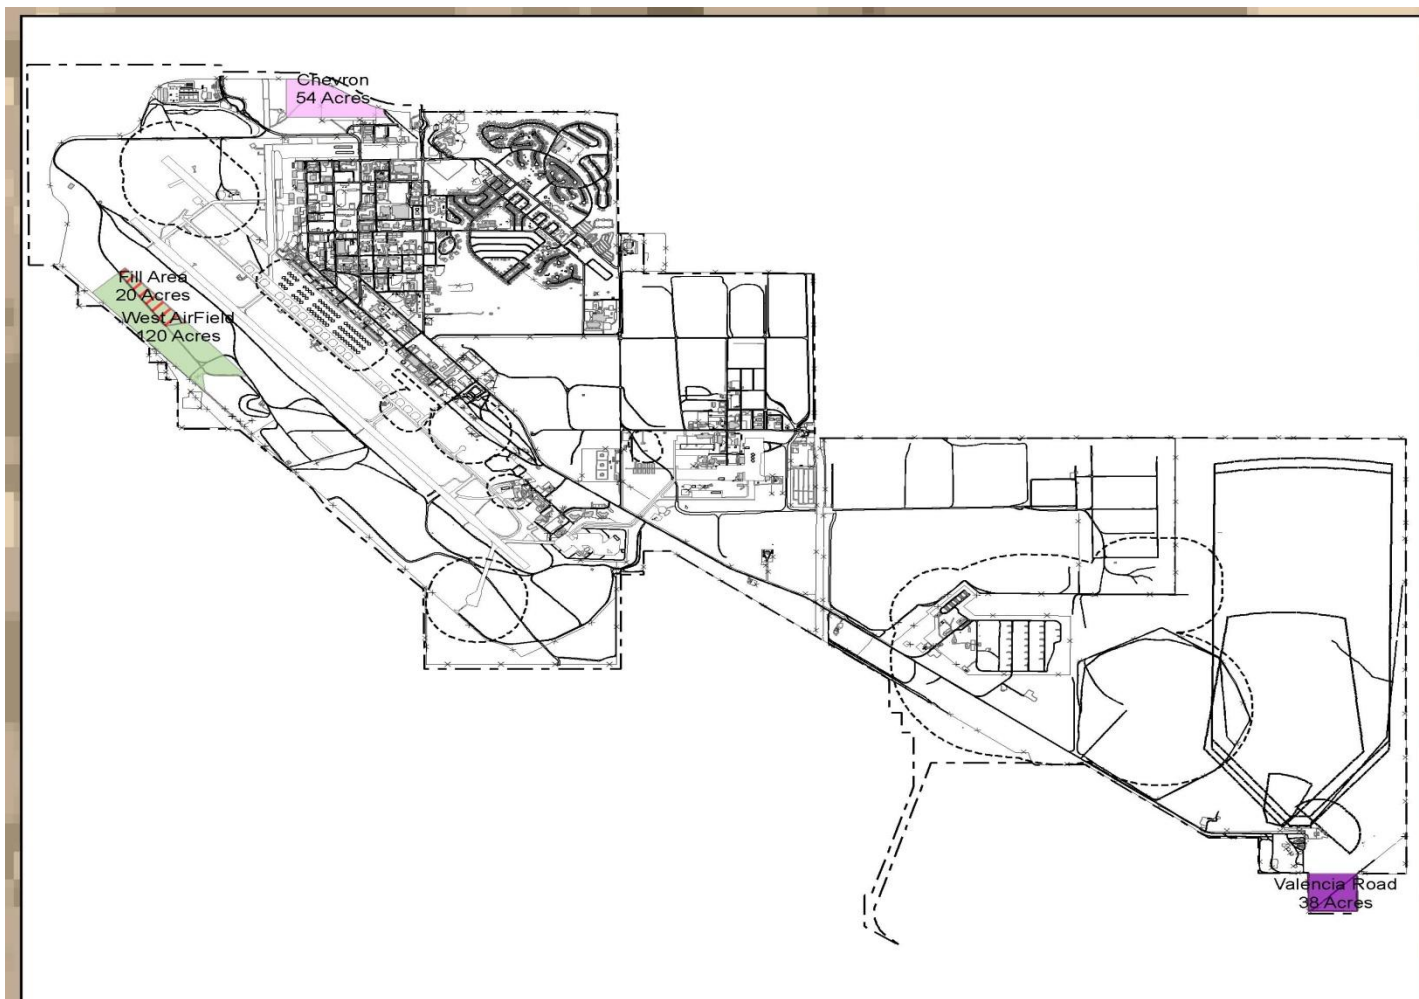 Chevron
54 Acres
Fill Area
20 Acres
West AirField
120 Acres
Valencia Road
38 Acres